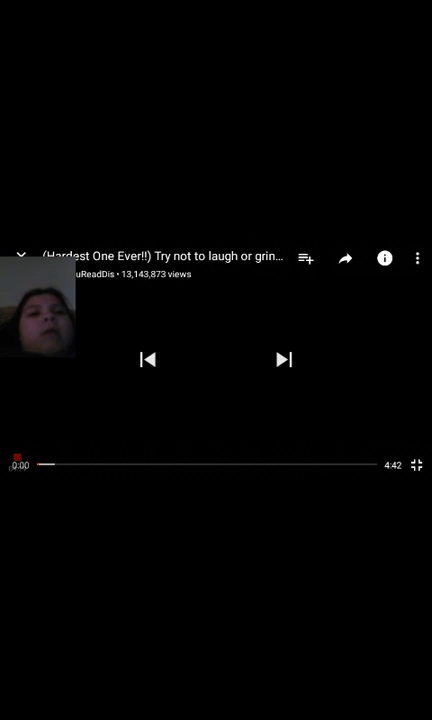 (Hardest One Ever!!) Try not to laugh or grin...
uReadDis • 13,143,873 views
0:00
4:42